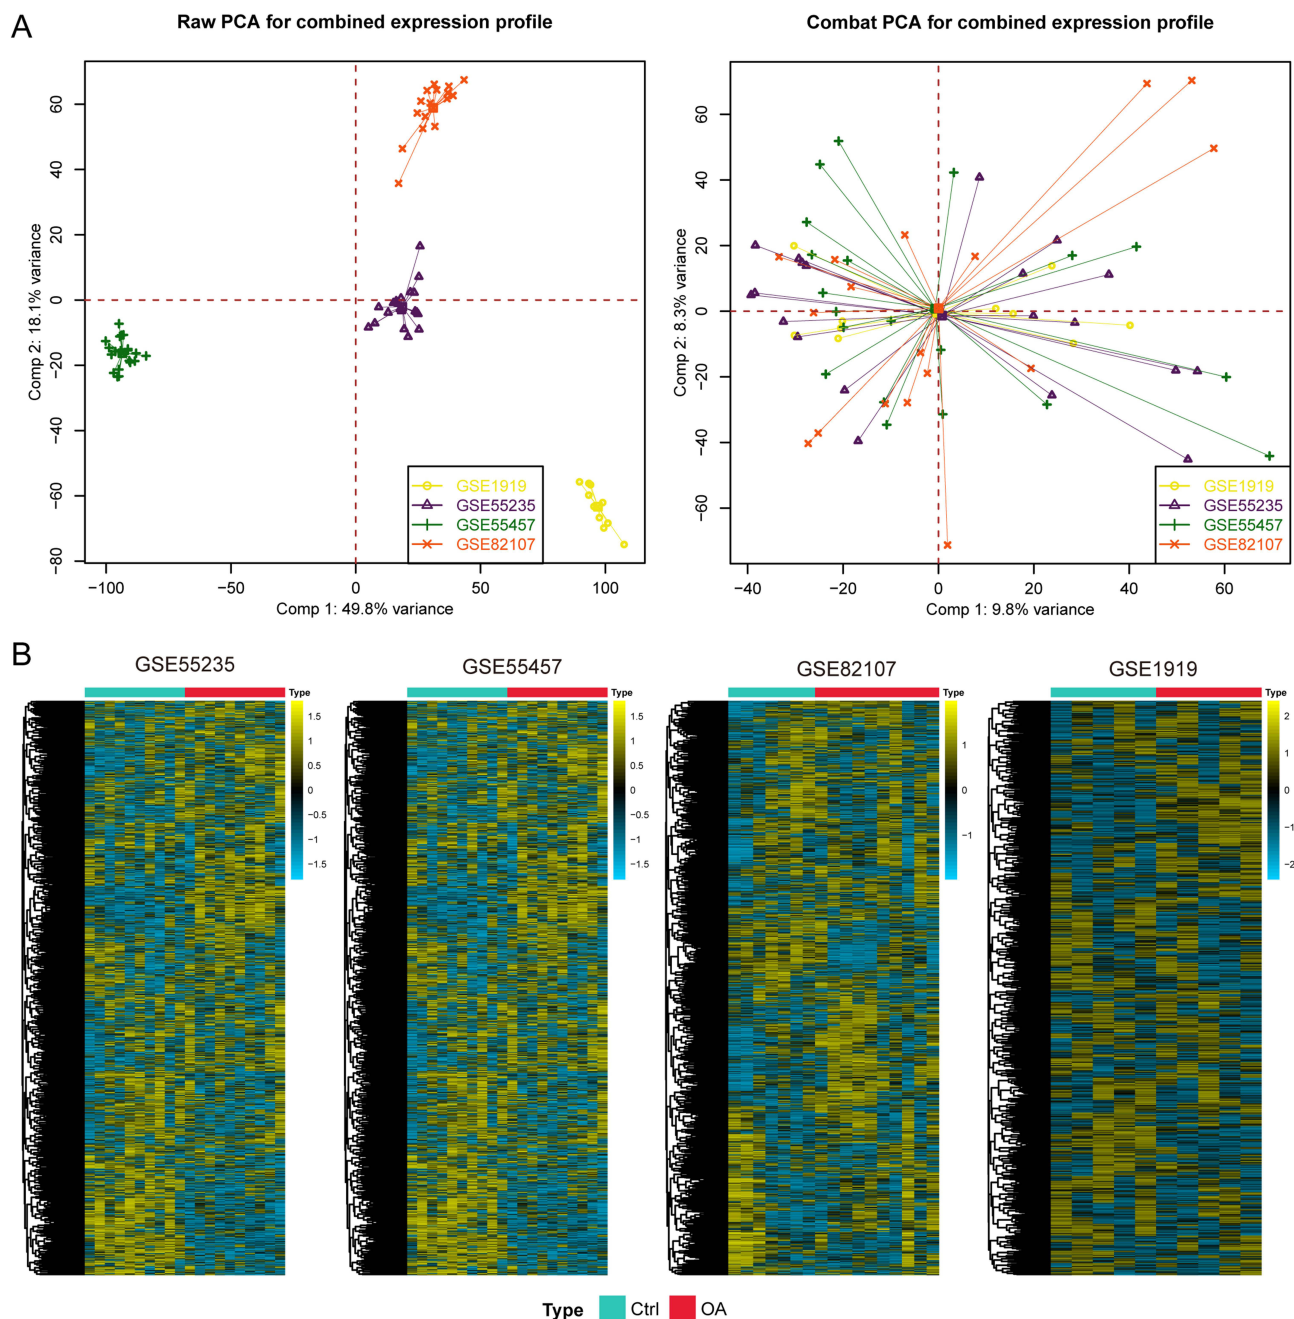 A
Raw PCA for combined expression profile
Combat PCA for combined expression profile
Comp 2: 18.1% variance
60
40
20
0
−20
−40
−60
−80
−100
−50
0
50
100
Comp 1: 49.8% variance
GSE1919
GSE55235
GSE55457
GSE82107
Comp 2: 8.3% variance
60
40
20
0
−20
−40
−60
−40
−20
0
20
40
60
Comp 1: 9.8% variance
GSE1919
GSE55235
GSE55457
GSE82107
B
GSE55235
Type
1.5
1
0.5
0
−0.5
−1
−1.5
GSE55457
Type
1.5
1
0.5
0
−0.5
−1
−1.5
GSE82107
Type
1
0
−1
GSE1919
Type
2
1
0
−1
−2
Type Ctrl OA